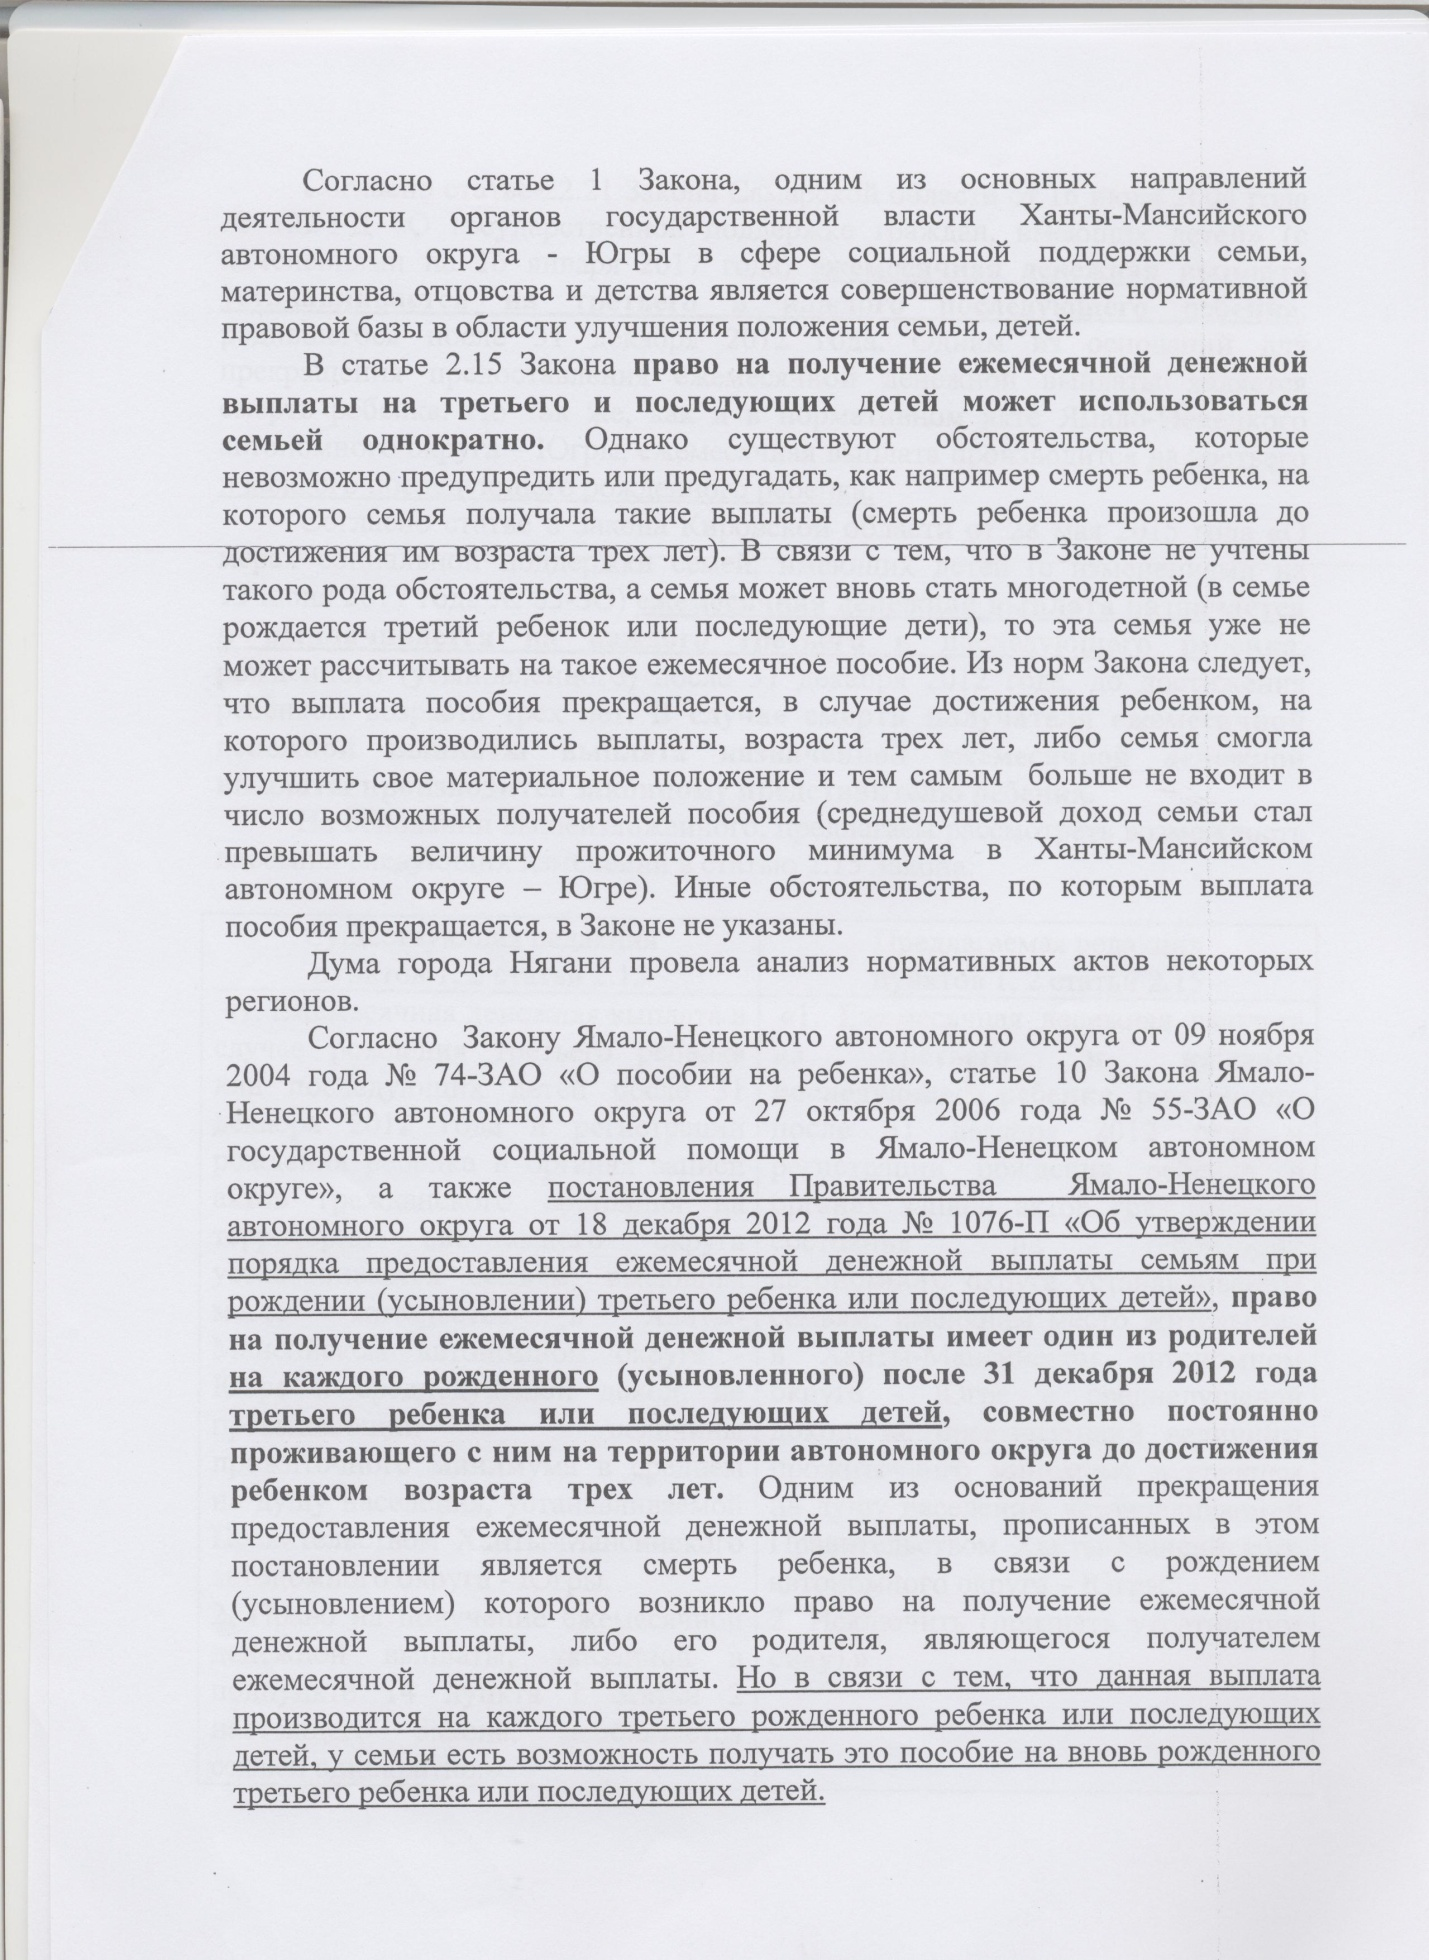 Согласно статье 1 Закона, одним из основных направлений
деятельности органов государственной власти Ханты-Мансийского
автономного округа - Югры в сфере социальной поддержки семьи,
материнства, отцовства и детства является совершенствование нормативной
правовой базы в области улучшения положения семьи, детей.
В статье 2.15 Закона право на получение ежемесячной денежной
выплаты на третьего и последующих детей может использоваться
семьей однократно. Однако существуют обстоятельства, которые
невозможно предупредить или предугадать, как например смерть ребенка, на
которого семья получала такие выплаты (смерть ребенка произошла до
достижения им возраста трех лет). В связи с тем, что в Законе не учтены
такого рода обстоятельства, а семья может вновь стать многодетной (в семье
рождается третий ребенок или последующие дети), то эта семья уже не
может рассчитывать на такое ежемесячное пособие. Из норм Закона следует,
что выплата пособия прекращается, в случае достижения ребенком, на
которого производились выплаты, возраста трех лет, либо семья смогла
улучшить свое материальное положение и тем самым больше не входит в
число возможных получателей пособия (среднедушевой доход семьи стал
превышать величину прожиточного минимума в Ханты-Мансийском
автономном округе – Югре). Иные обстоятельства, по которым выплата
пособия прекращается, в Законе не указаны.
Дума города Нягани провела анализ нормативных актов некоторых
регионов.
Согласно Закону Ямало-Ненецкого автономного округа от 09 ноября
2004 года № 74-ЗАО «О пособии на ребенка», статье 10 Закона Ямало-
Ненецкого автономного округа от 27 октября 2006 года № 55-ЗАО «О
государственной социальной помощи в Ямало-Ненецком автономном
округе», а также постановления Правительства Ямало-Ненецкого
автономного округа от 18 декабря 2012 года № 1076-П «Об утверждении
порядка предоставления ежемесячной денежной выплаты семьям при
рождении (усыновлении) третьего ребенка или последующих детей», право
на получение ежемесячной денежной выплаты имеет один из родителей
на каждого рожденного (усыновленного) после 31 декабря 2012 года
третьего ребенка или последующих детей, совместно постоянно
проживающего с ним на территории автономного округа до достижения
ребенком возраста трех лет. Одним из оснований прекращения
предоставления ежемесячной денежной выплаты, прописанных в этом
постановлении является смерть ребенка, в связи с рождением
(усыновлением) которого возникло право на получение ежемесячной
денежной выплаты, либо его родителя, являющегося получателем
ежемесячной денежной выплаты. Но в связи с тем, что данная выплата
производится на каждого третьего рожденного ребенка или последующих
детей, у семьи есть возможность получать это пособие на вновь рожденного
третьего ребенка или последующих детей.